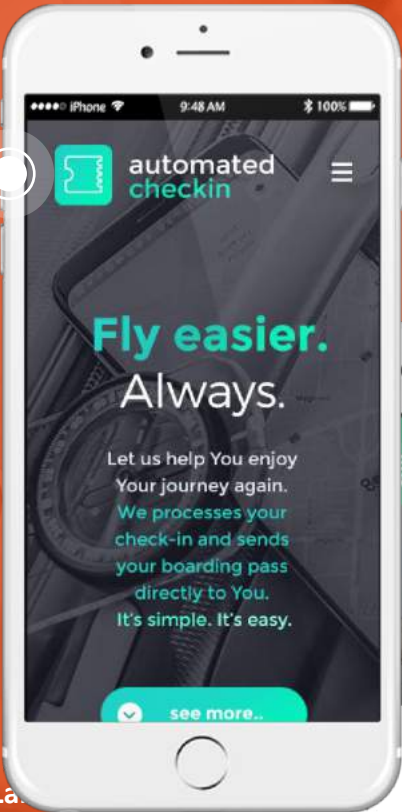 iPhone 9:48 AM 100%
automated
checkin
Fly easier.
Always.
Let us help You enjoy
Your journey again.
We processes your
check-in and sends
your boarding pass
directly to You.
It's simple. It's easy.
see more..